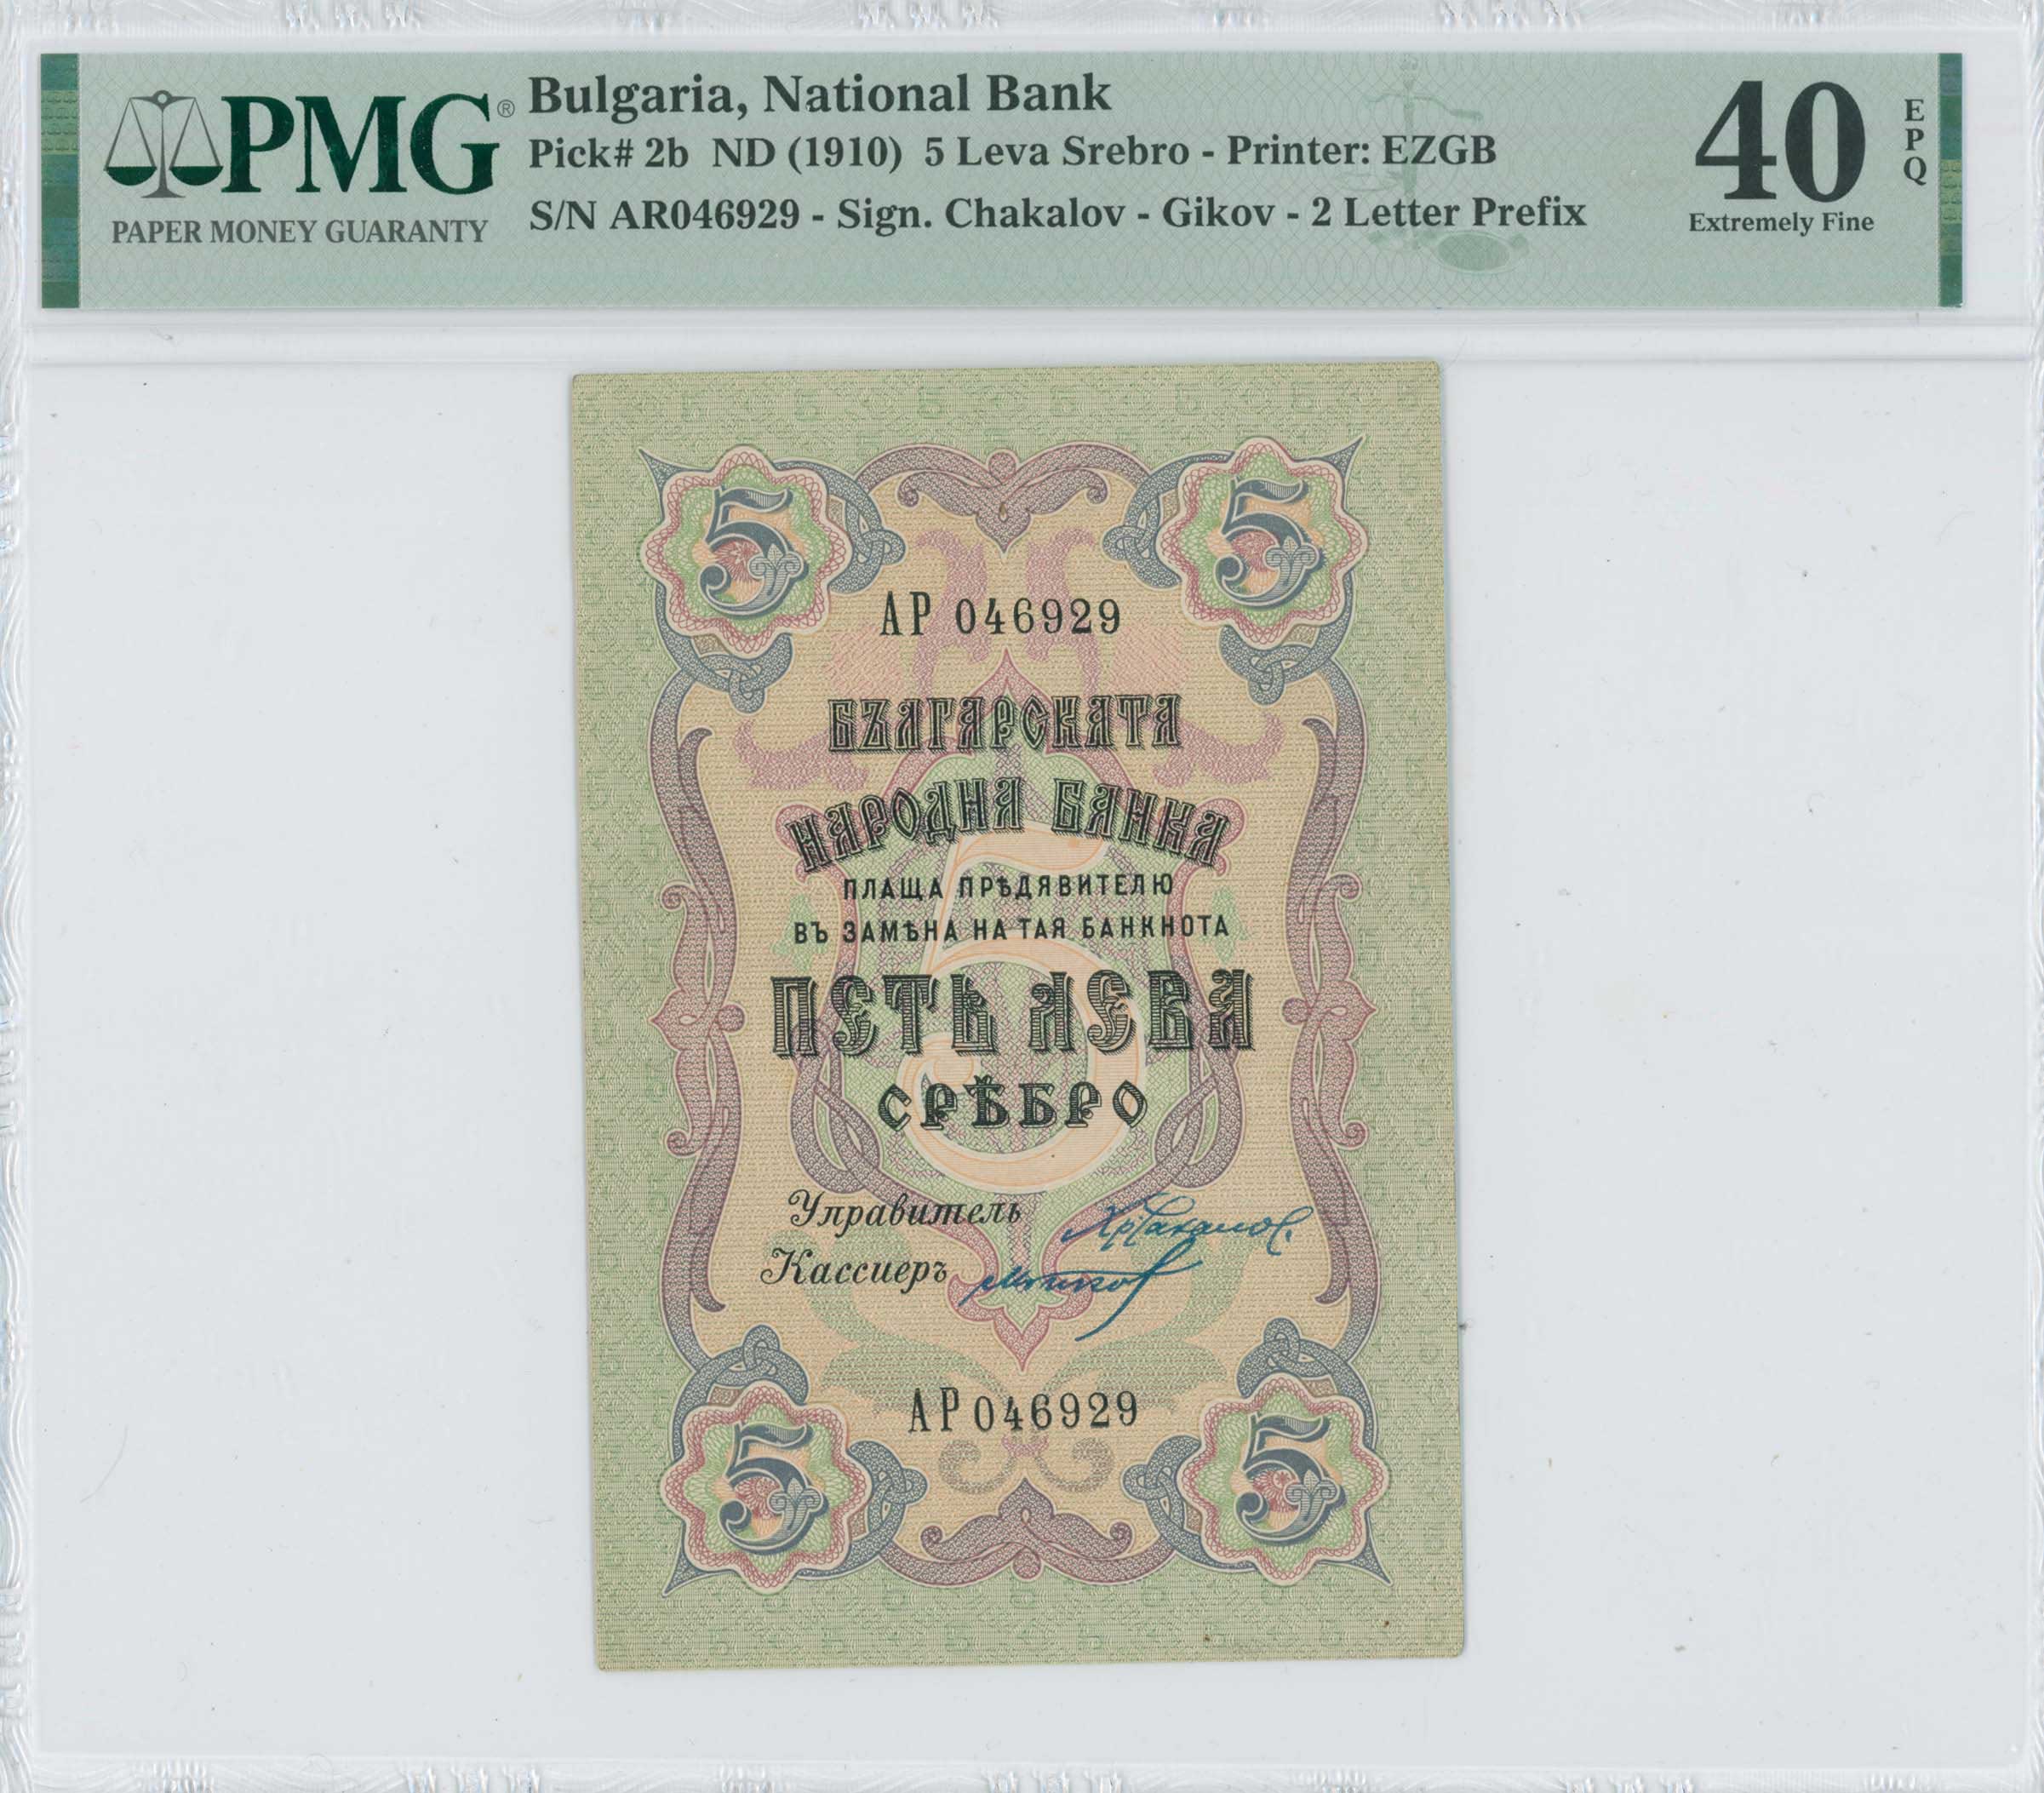 PMG®
PAPER MONEY GUARANTY
Bulgaria, National Bank
Pick# 2b ND (1910) 5 Leva Srebro - Printer: EZGB
S/N AR046929 - Sign. Chakalov - Gikov - 2 Letter Prefix
40
EPQ
Extremely Fine
5 5
АР 046929
БЪЛГАРСКАТА
НАРОДНА БАНКА
ПЛАЩА ПРѢДЯВИТЕЛЮ
ВЪ ЗАМѢНА НА ТАЯ БАНКНОТА
5
ПЕТЬ ЛЕВА
СРѢБРО
Управитель
Кассиеръ
АР 046929
5 5